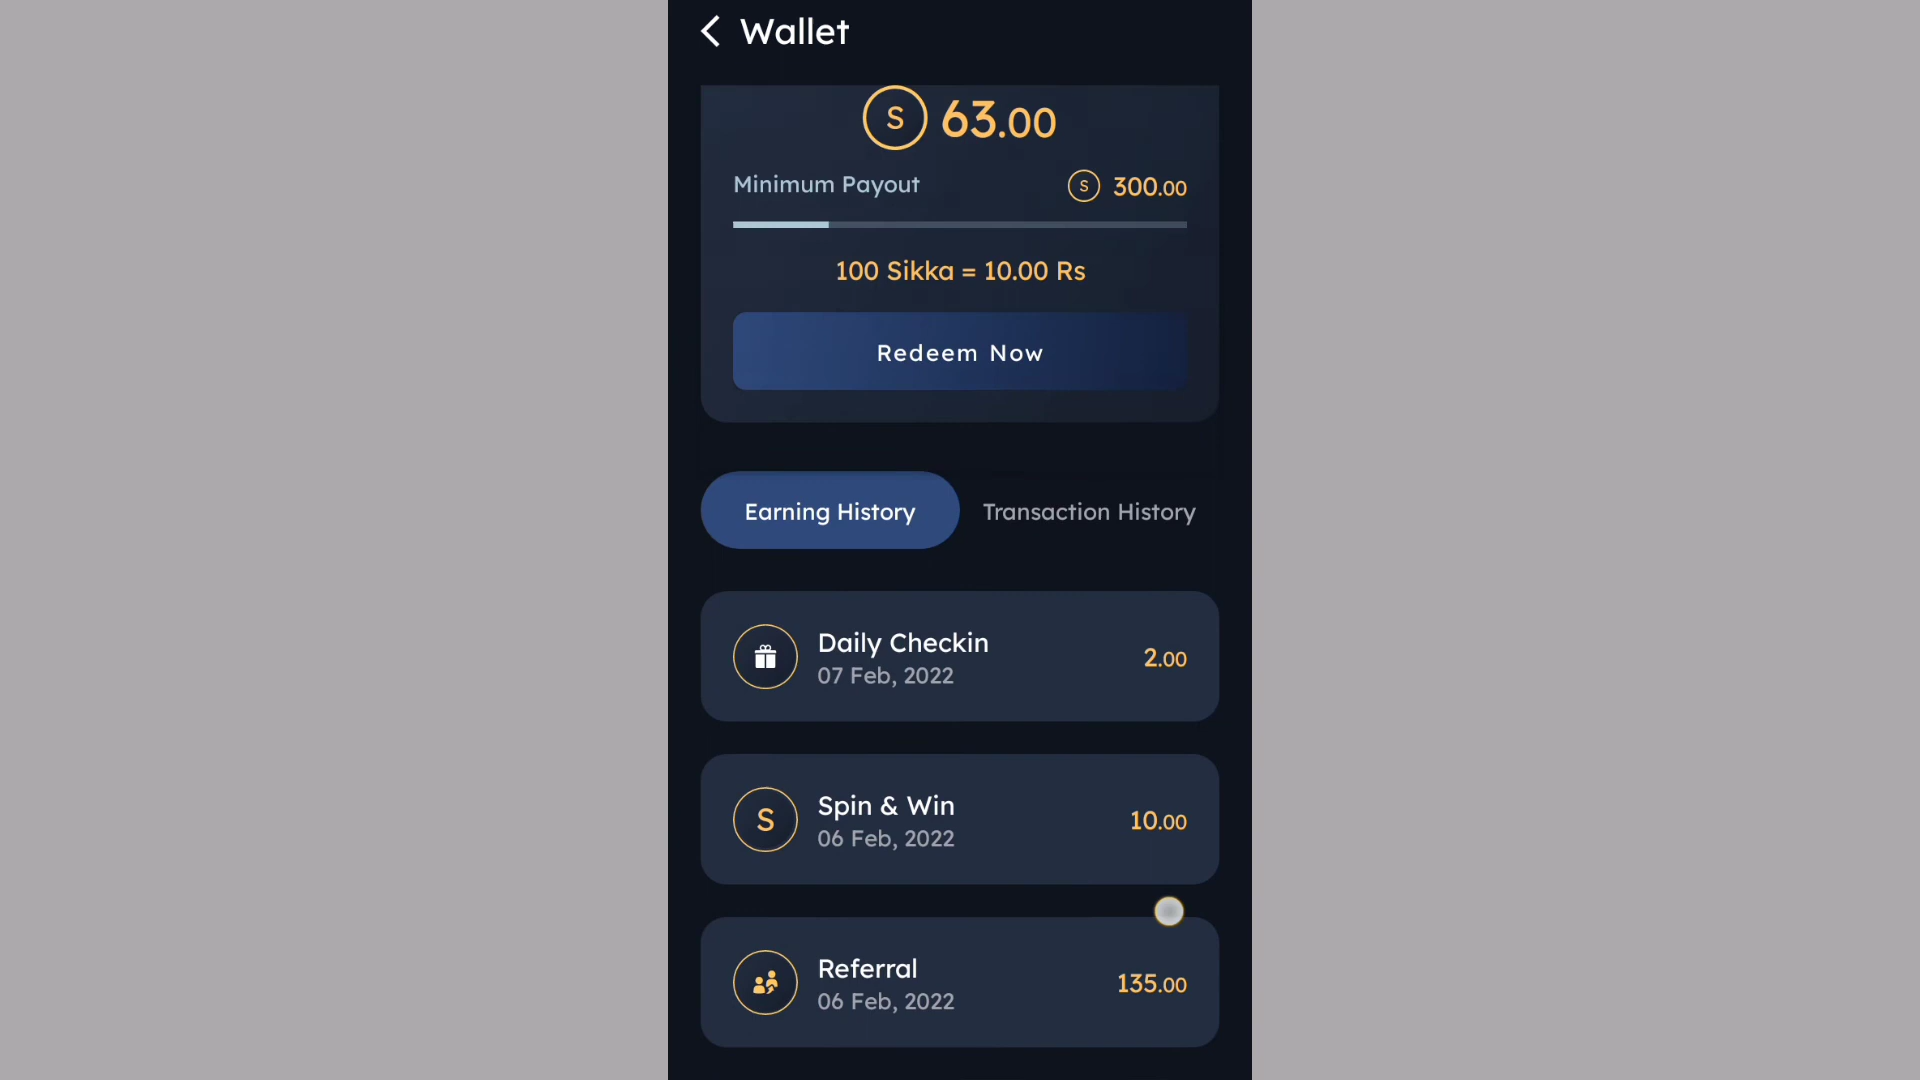 Wallet
S 63.00
Minimum Payout S 300.00
100 Sikka = 10.00 Rs
Redeem Now
Earning History Transaction History
Daily Checkin
07 Feb, 2022
2.00
S
Spin & Win
06 Feb, 2022
10.00
Referral
06 Feb, 2022
135.00